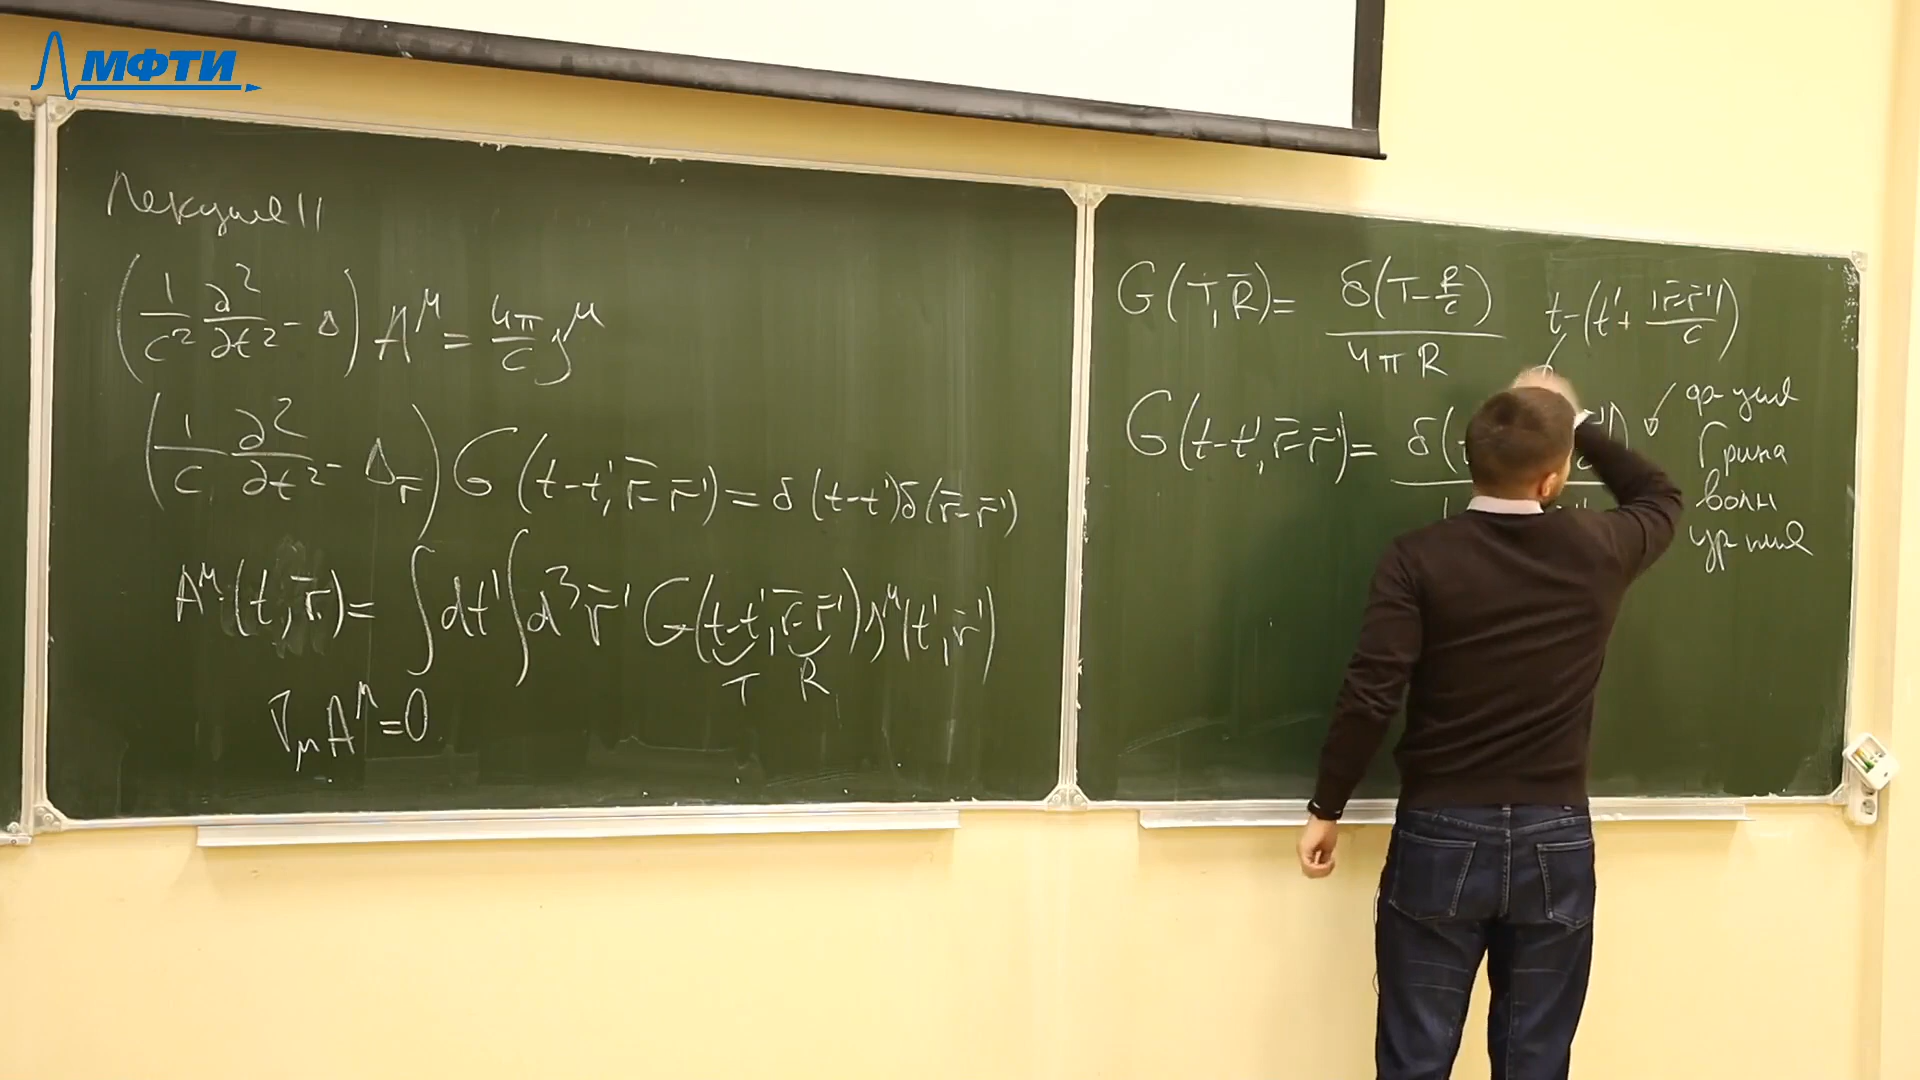 МФТИ
Лекция 11
(1/c² ∂²/∂t² - Δ) A^μ = 4π/c j^μ
(1/c ∂²/∂t² - Δ_r̄) G(t-t', r̄-r̄') = δ(t-t')δ(r̄-r̄')
A^μ(t, r̄) = ∫dt'∫d³r̄' G(t-t', r̄-r̄') j^μ(t', r̄')
T R
∇_μ A^μ = 0
G(T, R̄) = δ(T - R/c) / 4πR
t-(t'+ |r̄-r̄'|/c)
G(t-t', r̄-r̄') = δ(
ф-ция
Грина
волн
ур-ния